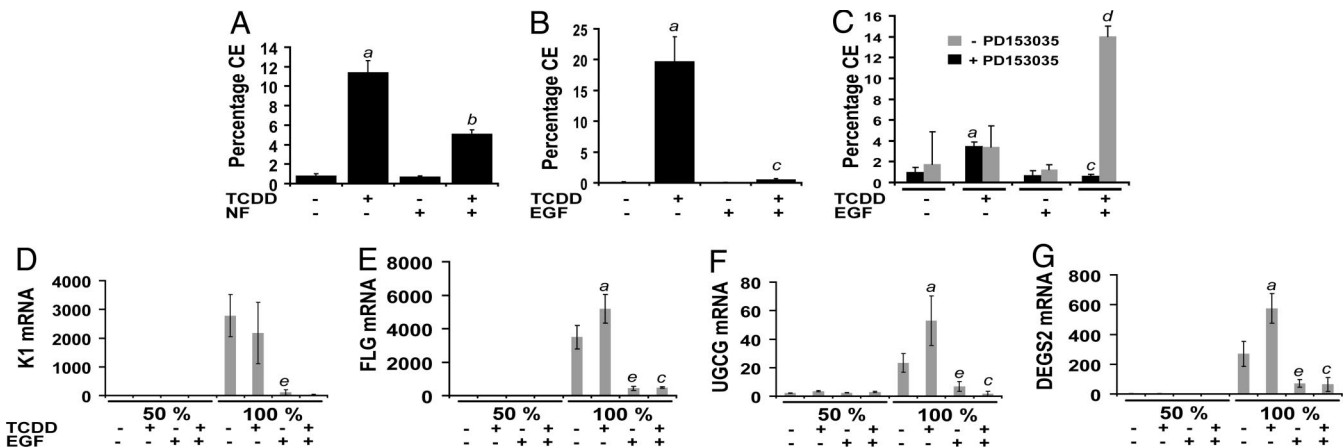 A
B
C
Percentage CE
14
12
10
8
6
4
2
0
a
b
TCDD - + - +
NF - - + +
Percentage CE
25
20
15
10
5
0
a
c
TCDD - + - +
EGF - - + +
Percentage CE
16
14
12
10
8
6
4
2
0
- PD153035
+ PD153035
a
c
d
TCDD - + - +
EGF - - + +
D
E
F
G
K1 mRNA
4000
3000
2000
1000
0
e
50 % 100 %
TCDD - + - + - + - +
EGF - - + + - - + +
FLG mRNA
8000
6000
4000
2000
0
a
e
c
50 % 100 %
- + - + - + - +
- - + + - - + +
UGCG mRNA
80
60
40
20
0
a
e
c
50 % 100 %
- + - + - + - +
- - + + - - + +
DEGS2 mRNA
800
600
400
200
0
a
e
c
50 % 100 %
- + - + - + - +
- - + + - - + +